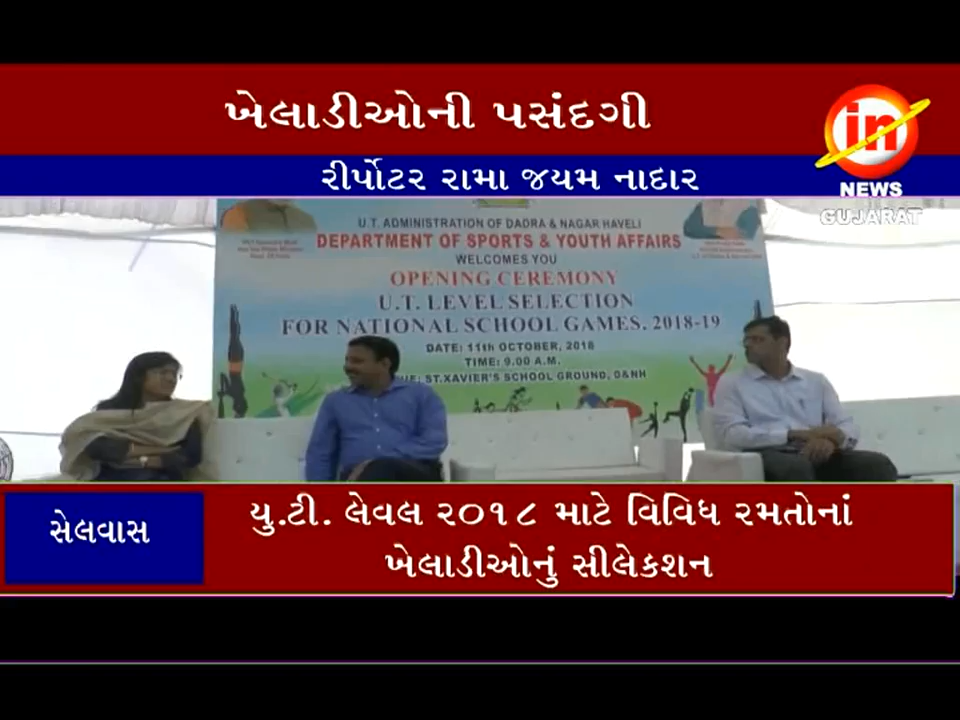 ખેલાડીઓની પસંદગી
રીર્પોટર રામા જયમ નાદાર
in
NEWS
GUJARAT
U.T. ADMINISTRATION OF DADRA & NAGAR HAVELI
DEPARTMENT OF SPORTS & YOUTH AFFAIRS
WELCOMES YOU
OPENING CEREMONY
U.T. LEVEL SELECTION
FOR NATIONAL SCHOOL GAMES. 2018-19
DATE: 11th OCTOBER, 2018
TIME: 9.00 A.M.
ST.XAVIER'S SCHOOL GROUND, D&NH
સેલવાસ
યુ.ટી. લેવલ ૨૦૧૮ માટે વિવિધ રમતોનાં
ખેલાડીઓનું સીલેકશન